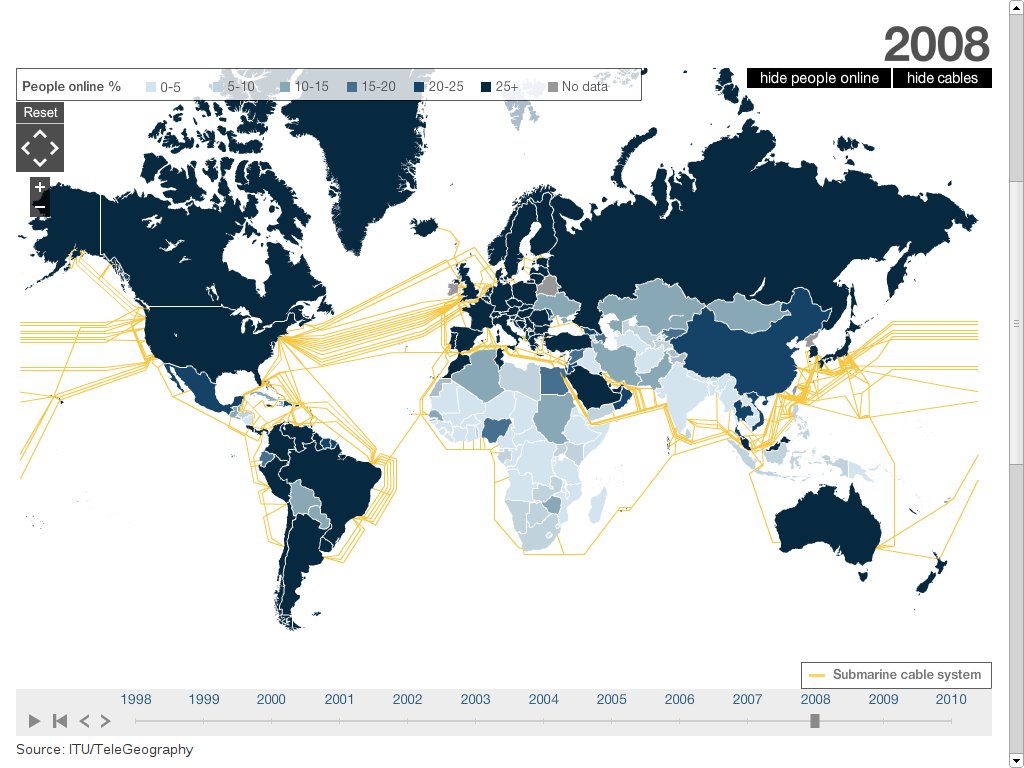 2008
hide people online
hide cables
People online % 0-5 5-10 10-15 15-20 20-25 25+ No data
Reset
+
−
Submarine cable system
1998 1999 2000 2001 2002 2003 2004 2005 2006 2007 2008 2009 2010
Source: ITU/TeleGeography